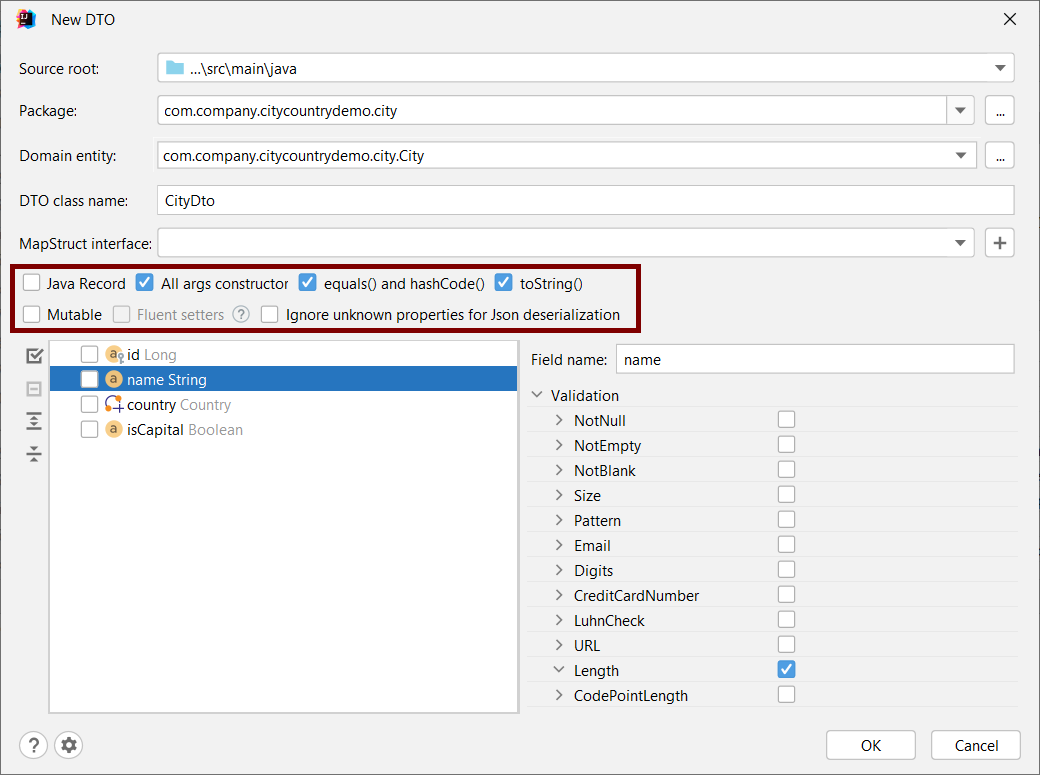 New DTO
Source root: ...\src\main\java
Package: com.company.citycountrydemo.city ...
Domain entity: com.company.citycountrydemo.city.City ...
DTO class name: CityDto
MapStruct interface:
Java Record All args constructor equals() and hashCode() toString()
Mutable Fluent setters ? Ignore unknown properties for Json deserialization
id Long
name String
country Country
isCapital Boolean
Field name: name
Validation
NotNull
NotEmpty
NotBlank
Size
Pattern
Email
Digits
CreditCardNumber
LuhnCheck
URL
Length
CodePointLength
? OK Cancel